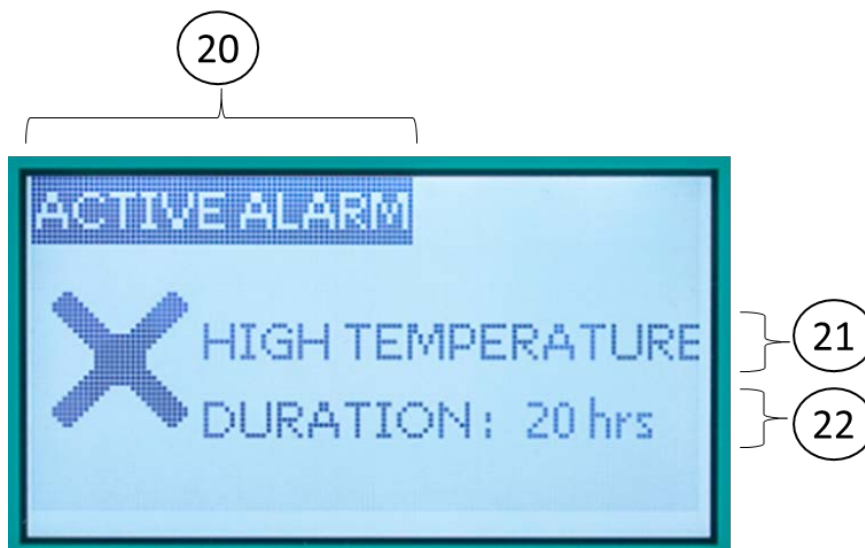 20
ACTIVE ALARM
HIGH TEMPERATURE
21
DURATION: 20 hrs
22